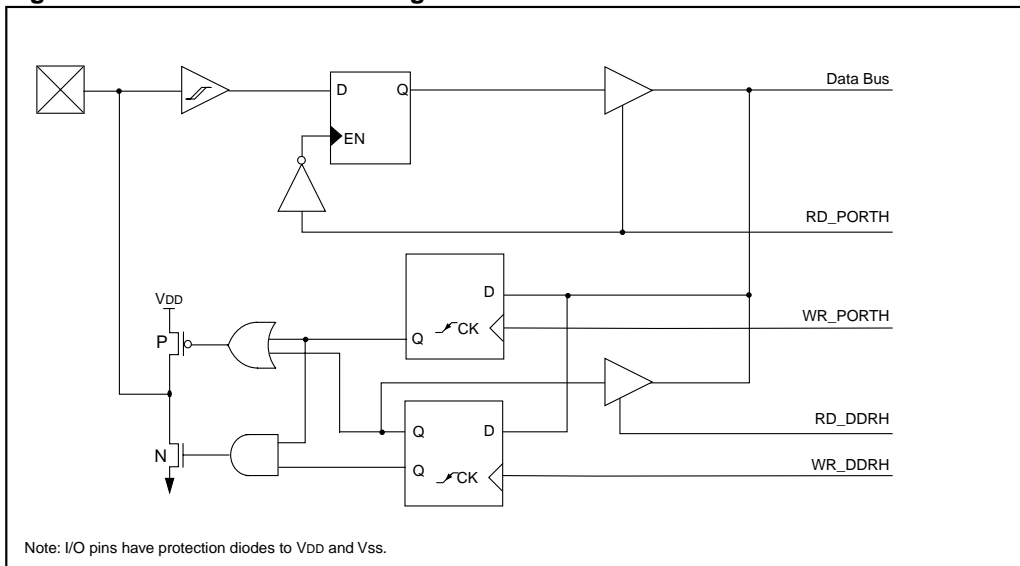 D Q
Data Bus
EN
RD_PORTH
D
VDD
WR_PORTH
P
Q
CK
RD_DDRH
Q D
N
Q
WR_DDRH
CK
Note: I/O pins have protection diodes to VDD and Vss.